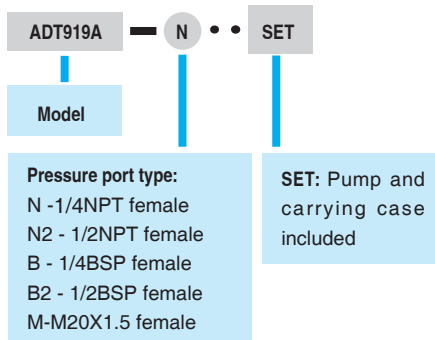 ADT919A — N • • SET
Model
Pressure port type:
N -1/4NPT female
N2 - 1/2NPT female
B - 1/4BSP female
B2 - 1/2BSP female
M-M20X1.5 female
SET: Pump and
carrying case
included